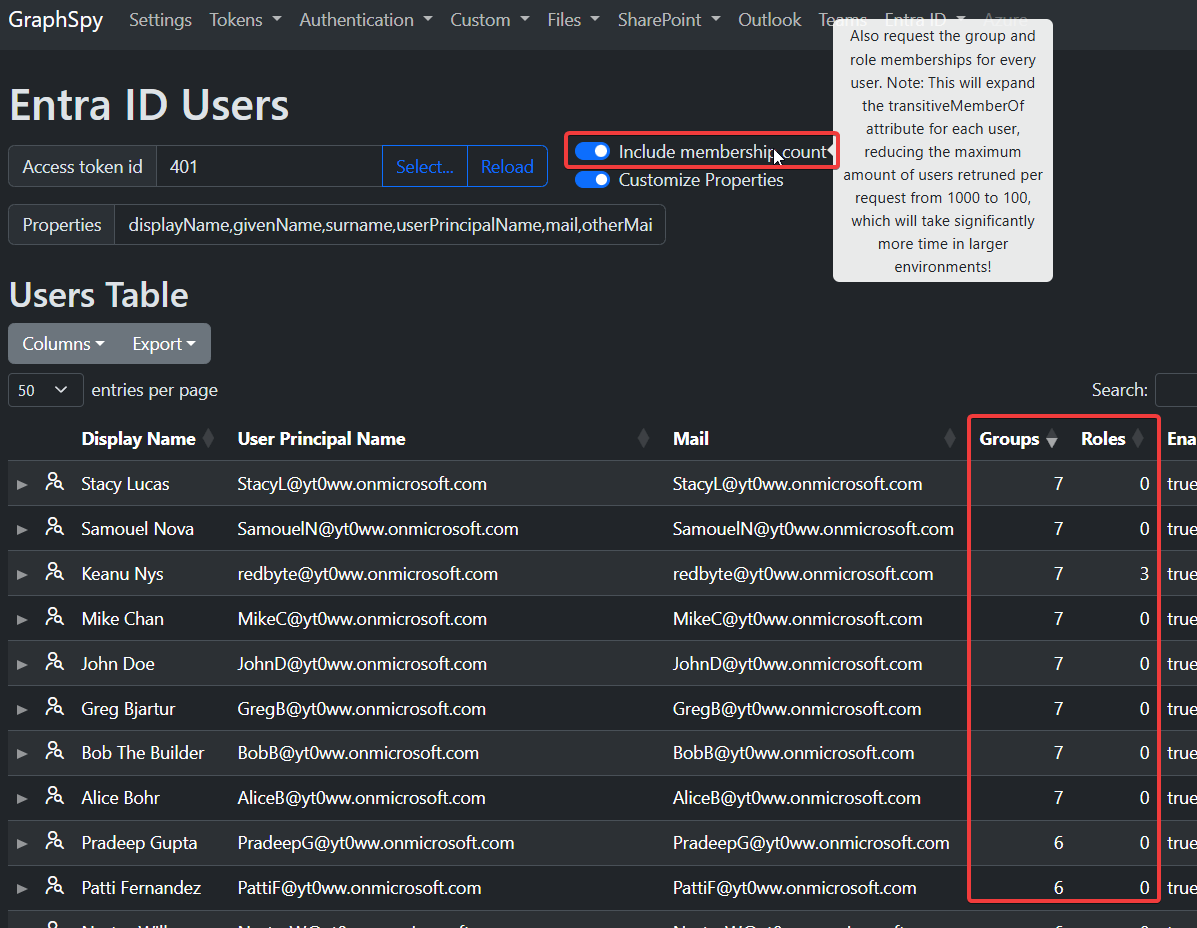 GraphSpy Settings Tokens Authentication Custom Files SharePoint Outlook Teams Entra ID Azure
Also request the group and
role memberships for every
user. Note: This will expand
the transitiveMemberOf
attribute for each user,
reducing the maximum
amount of users retruned per
request from 1000 to 100,
which will take significantly
more time in larger
environments!
Entra ID Users
Access token id 401 Select... Reload
Include membership count
Customize Properties
Properties displayName,givenName,surname,userPrincipalName,mail,otherMai
Users Table
Columns Export
50 entries per page
Search:
Display Name User Principal Name Mail Groups Roles Ena
Stacy Lucas StacyL@yt0ww.onmicrosoft.com StacyL@yt0ww.onmicrosoft.com 7 0 true
Samouel Nova SamouelN@yt0ww.onmicrosoft.com SamouelN@yt0ww.onmicrosoft.com 7 0 true
Keanu Nys redbyte@yt0ww.onmicrosoft.com redbyte@yt0ww.onmicrosoft.com 7 3 true
Mike Chan MikeC@yt0ww.onmicrosoft.com MikeC@yt0ww.onmicrosoft.com 7 0 true
John Doe JohnD@yt0ww.onmicrosoft.com JohnD@yt0ww.onmicrosoft.com 7 0 true
Greg Bjartur GregB@yt0ww.onmicrosoft.com GregB@yt0ww.onmicrosoft.com 7 0 true
Bob The Builder BobB@yt0ww.onmicrosoft.com BobB@yt0ww.onmicrosoft.com 7 0 true
Alice Bohr AliceB@yt0ww.onmicrosoft.com AliceB@yt0ww.onmicrosoft.com 7 0 true
Pradeep Gupta PradeepG@yt0ww.onmicrosoft.com PradeepG@yt0ww.onmicrosoft.com 6 0 true
Patti Fernandez PattiF@yt0ww.onmicrosoft.com PattiF@yt0ww.onmicrosoft.com 6 0 true